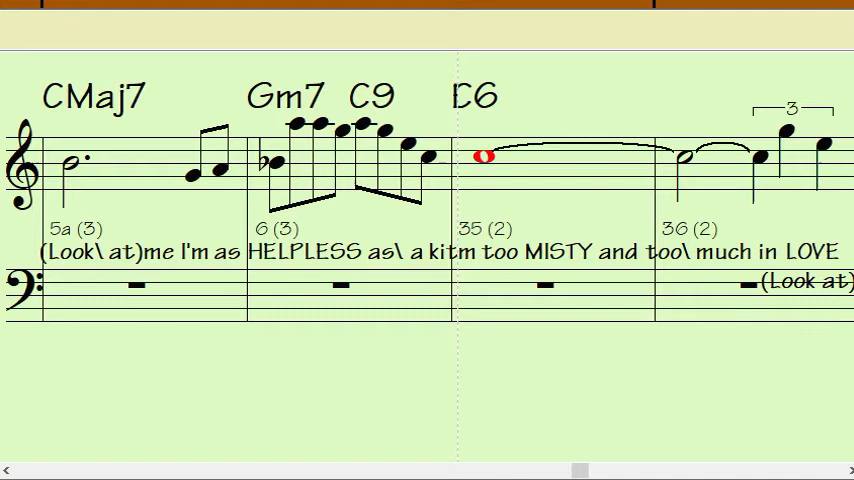 CMaj7 Gm7 C9 C6
3
5a (3) 6 (3) 35 (2) 36 (2)
(Look\ at)me I'm as HELPLESS as\ a kitm too MISTY and too\ much in LOVE
(Look at)